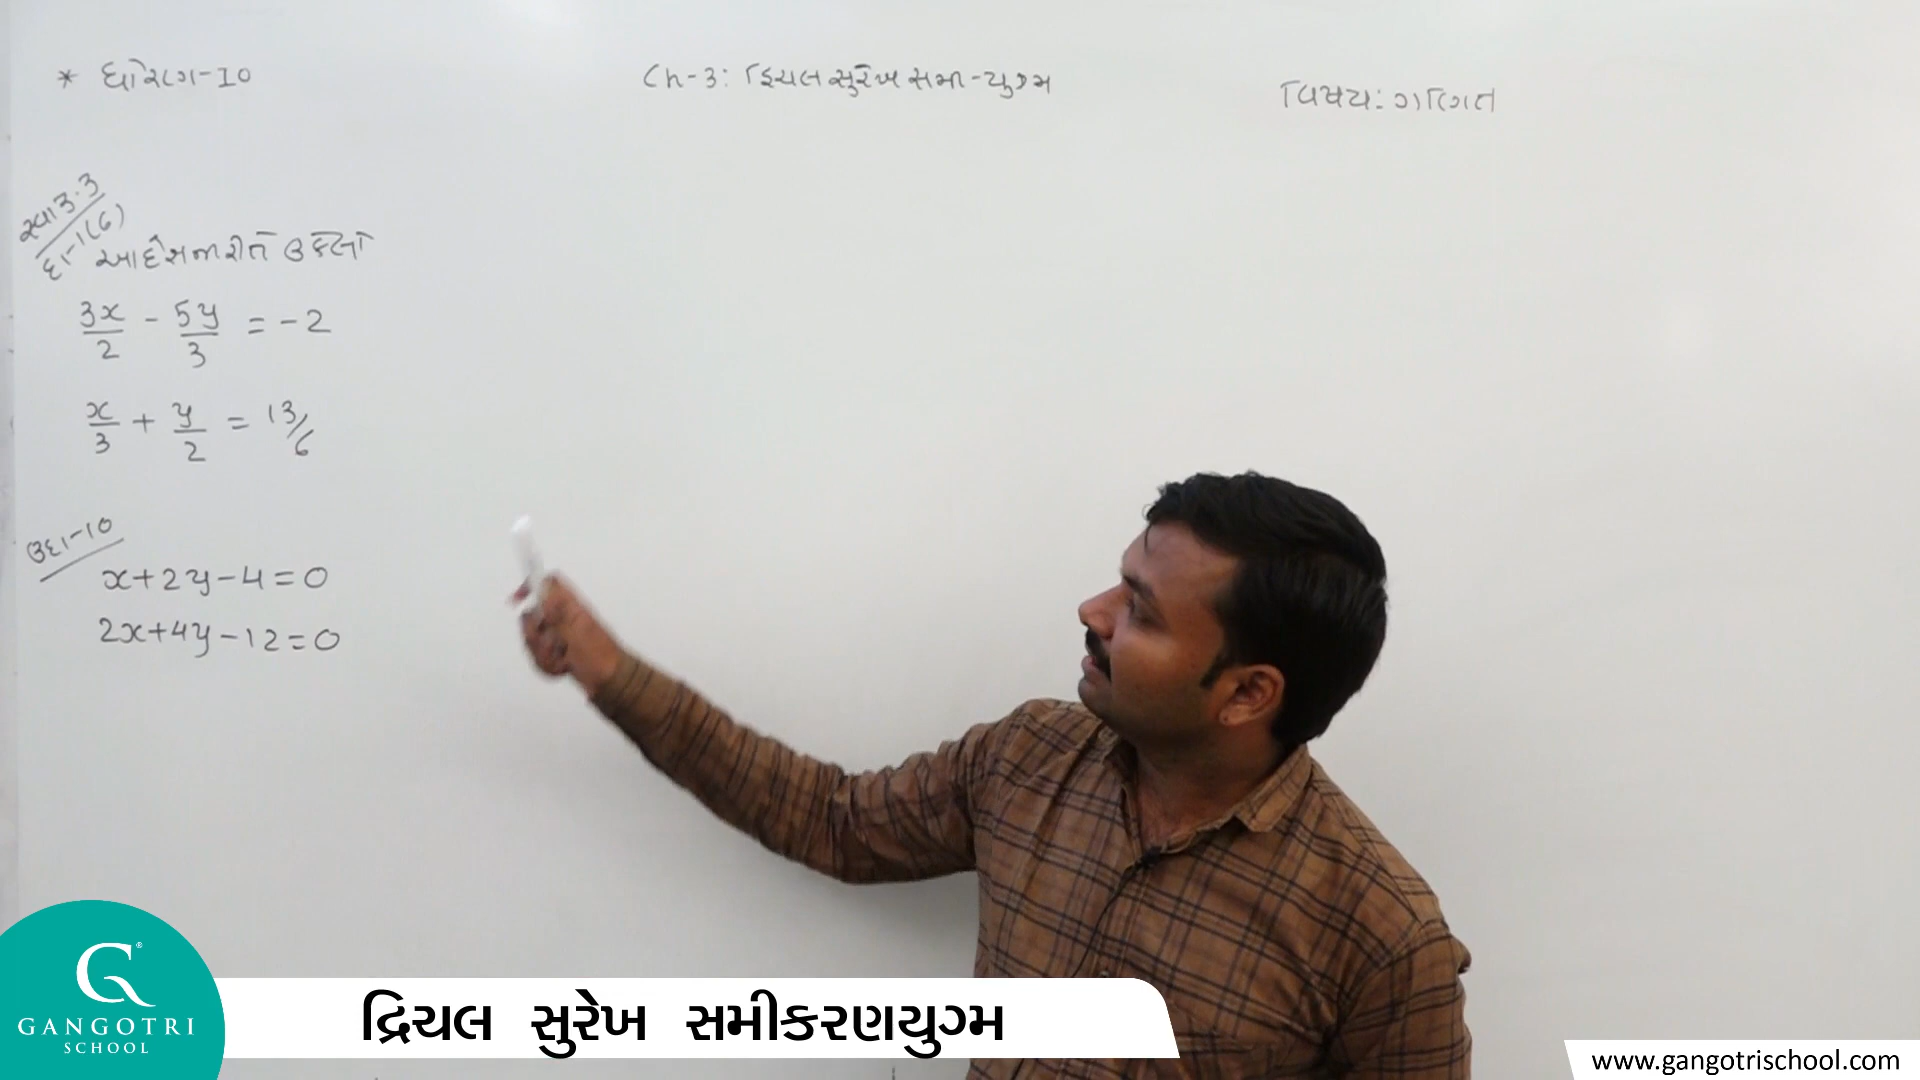 * ધોરણ-10
Ch-3: દ્વિચલ સુરેખ સમી-યુગ્મ
વિષય: ગણિત
સ્વા 3.3
દા-1(6)
આદેશની રીતે ઉકેલો
3x/2 - 5y/3 = -2
x/3 + y/2 = 13/6
ઉદા-10
x+2y-4=0
2x+4y-12=0
GANGOTRI
SCHOOL
દ્રિચલ સુરેખ સમીકરણયુગ્મ
www.gangotrischool.com